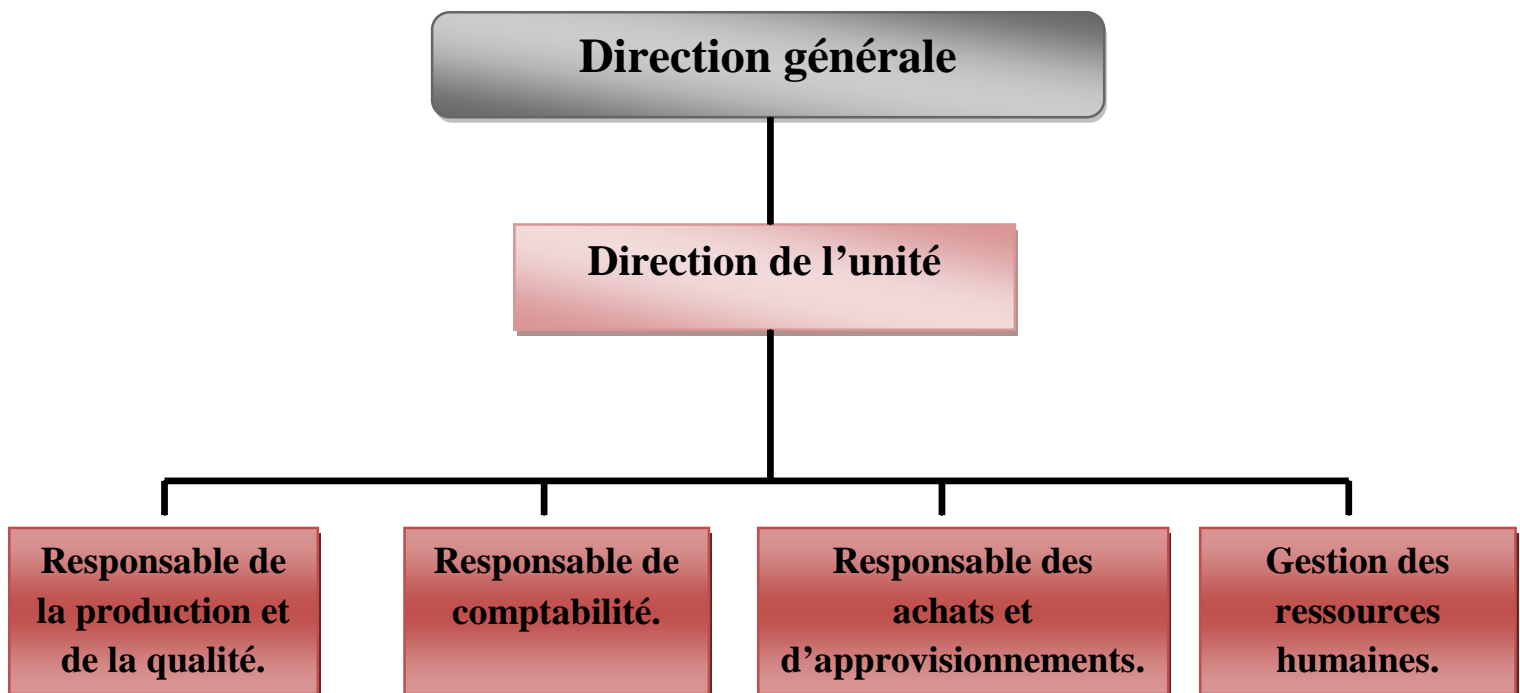 Direction générale
Direction de l’unité
Responsable de
la production et
de la qualité.
Responsable de
comptabilité.
Responsable des
achats et
d’approvisionnements.
Gestion des
ressources
humaines.